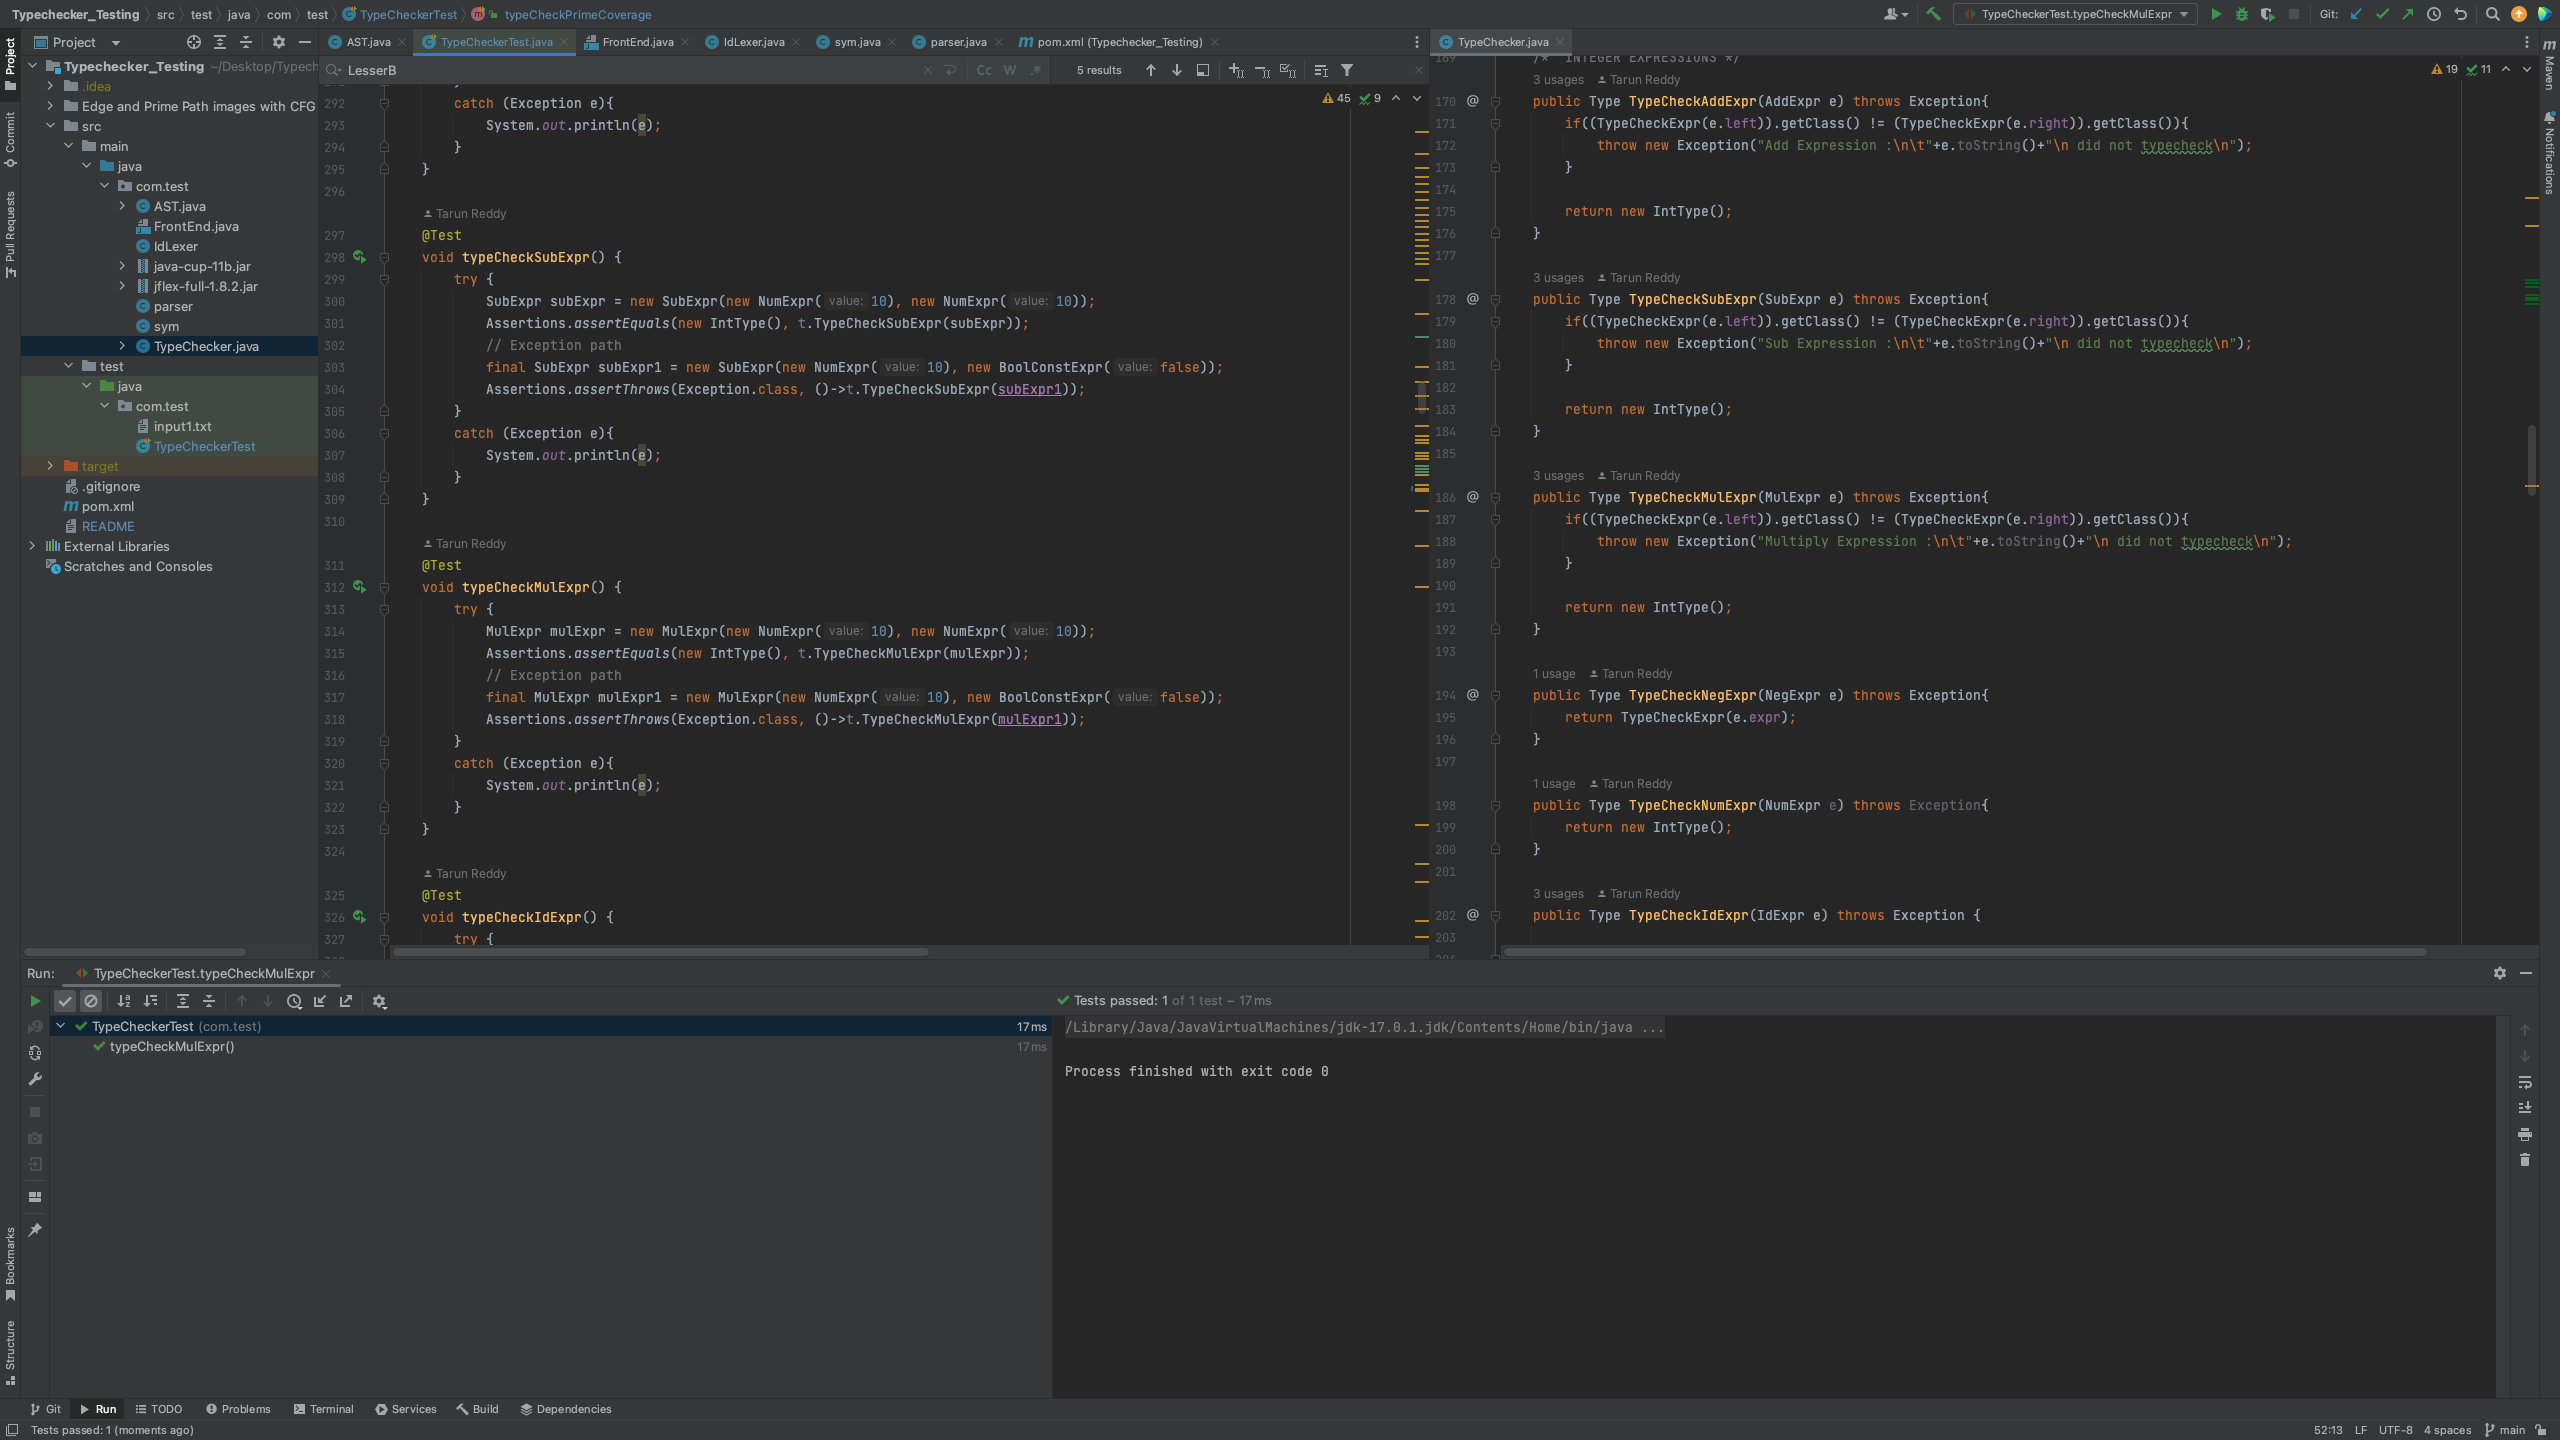 Typechecker_Testing src test java com test TypeCheckerTest typeCheckPrimeCoverage
TypeCheckerTest.typeCheckMulExpr
Git:
Project
AST.java
TypeCheckerTest.java
FrontEnd.java
IdLexer.java
sym.java
parser.java
pom.xml (Typechecker_Testing)
TypeChecker.java
Project
Commit
Pull Requests
Bookmarks
Structure
Maven
Notifications
Typechecker_Testing ~/Desktop/Typech
.idea
Edge and Prime Path images with CFG
src
main
java
com.test
AST.java
FrontEnd.java
IdLexer
java-cup-11b.jar
jflex-full-1.8.2.jar
parser
sym
TypeChecker.java
test
java
com.test
input1.txt
TypeCheckerTest
target
.gitignore
pom.xml
README
External Libraries
Scratches and Consoles
LesserB
Cc W .* 5 results
45 9
292 catch (Exception e){
293 System.out.println(e);
294 }
295 }
296
Tarun Reddy
297 @Test
298 void typeCheckSubExpr() {
299 try {
300 SubExpr subExpr = new SubExpr(new NumExpr( value: 10), new NumExpr( value: 10));
301 Assertions.assertEquals(new IntType(), t.TypeCheckSubExpr(subExpr));
302 // Exception path
303 final SubExpr subExpr1 = new SubExpr(new NumExpr( value: 10), new BoolConstExpr( value: false));
304 Assertions.assertThrows(Exception.class, ()->t.TypeCheckSubExpr(subExpr1));
305 }
306 catch (Exception e){
307 System.out.println(e);
308 }
309 }
310
Tarun Reddy
311 @Test
312 void typeCheckMulExpr() {
313 try {
314 MulExpr mulExpr = new MulExpr(new NumExpr( value: 10), new NumExpr( value: 10));
315 Assertions.assertEquals(new IntType(), t.TypeCheckMulExpr(mulExpr));
316 // Exception path
317 final MulExpr mulExpr1 = new MulExpr(new NumExpr( value: 10), new BoolConstExpr( value: false));
318 Assertions.assertThrows(Exception.class, ()->t.TypeCheckMulExpr(mulExpr1));
319 }
320 catch (Exception e){
321 System.out.println(e);
322 }
323 }
324
Tarun Reddy
325 @Test
326 void typeCheckIdExpr() {
327 try {
19 11
169 /* INTEGER EXPRESSIONS */
3 usages Tarun Reddy
170 @ public Type TypeCheckAddExpr(AddExpr e) throws Exception{
171 if((TypeCheckExpr(e.left)).getClass() != (TypeCheckExpr(e.right)).getClass()){
172 throw new Exception("Add Expression :\n\t"+e.toString()+"\n did not typecheck\n");
173 }
174
175 return new IntType();
176 }
177
3 usages Tarun Reddy
178 @ public Type TypeCheckSubExpr(SubExpr e) throws Exception{
179 if((TypeCheckExpr(e.left)).getClass() != (TypeCheckExpr(e.right)).getClass()){
180 throw new Exception("Sub Expression :\n\t"+e.toString()+"\n did not typecheck\n");
181 }
182
183 return new IntType();
184 }
185
3 usages Tarun Reddy
186 @ public Type TypeCheckMulExpr(MulExpr e) throws Exception{
187 if((TypeCheckExpr(e.left)).getClass() != (TypeCheckExpr(e.right)).getClass()){
188 throw new Exception("Multiply Expression :\n\t"+e.toString()+"\n did not typecheck\n");
189 }
190
191 return new IntType();
192 }
193
1 usage Tarun Reddy
194 @ public Type TypeCheckNegExpr(NegExpr e) throws Exception{
195 return TypeCheckExpr(e.expr);
196 }
197
1 usage Tarun Reddy
198 public Type TypeCheckNumExpr(NumExpr e) throws Exception{
199 return new IntType();
200 }
201
3 usages Tarun Reddy
202 @ public Type TypeCheckIdExpr(IdExpr e) throws Exception {
203
Run: TypeCheckerTest.typeCheckMulExpr
Tests passed: 1 of 1 test – 17 ms
TypeCheckerTest (com.test) 17 ms
typeCheckMulExpr() 17 ms
/Library/Java/JavaVirtualMachines/jdk-17.0.1.jdk/Contents/Home/bin/java ...
Process finished with exit code 0
Git Run TODO Problems Terminal Services Build Dependencies
Tests passed: 1 (moments ago)
52:13 LF UTF-8 4 spaces main